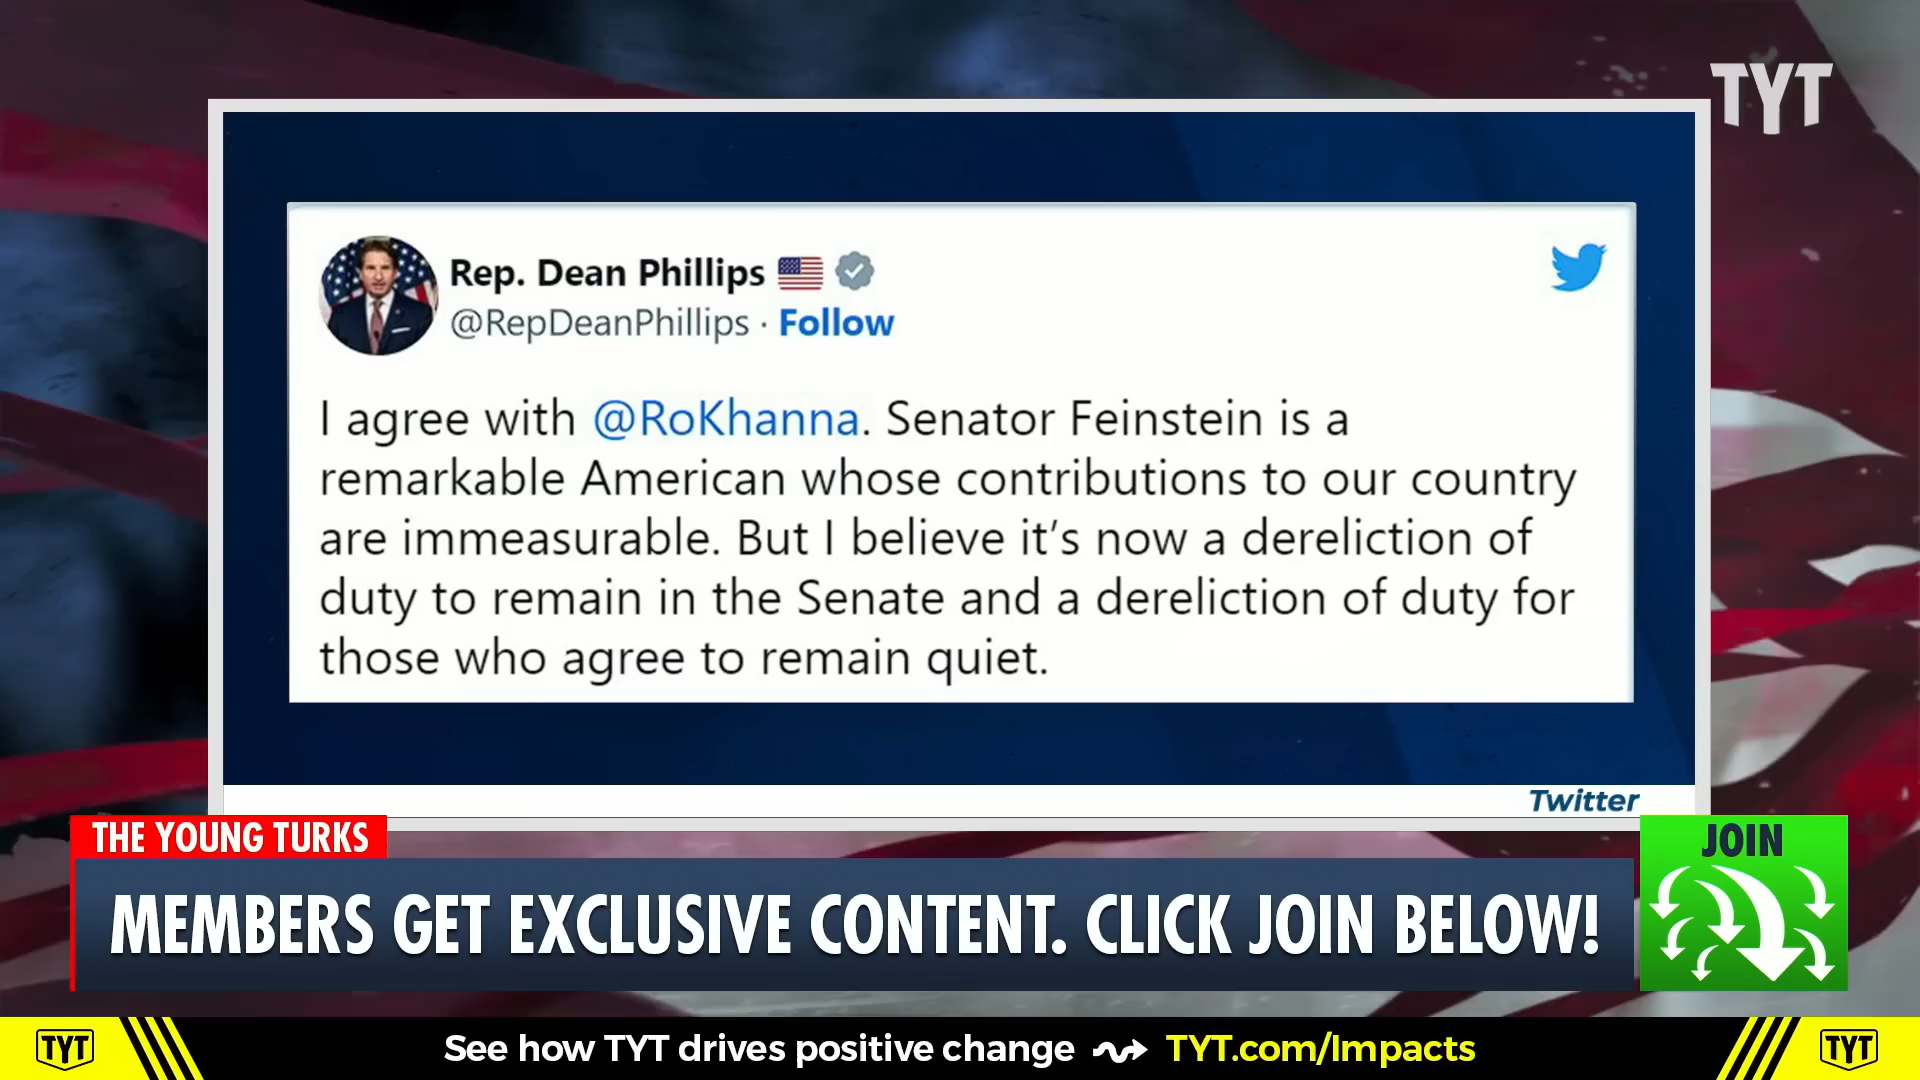 TYT
Rep. Dean Phillips
@RepDeanPhillips · Follow
I agree with @RoKhanna. Senator Feinstein is a
remarkable American whose contributions to our country
are immeasurable. But I believe it's now a dereliction of
duty to remain in the Senate and a dereliction of duty for
those who agree to remain quiet.
Twitter
THE YOUNG TURKS
JOIN
MEMBERS GET EXCLUSIVE CONTENT. CLICK JOIN BELOW!
TYT
See how TYT drives positive change
TYT.com/Impacts
TYT